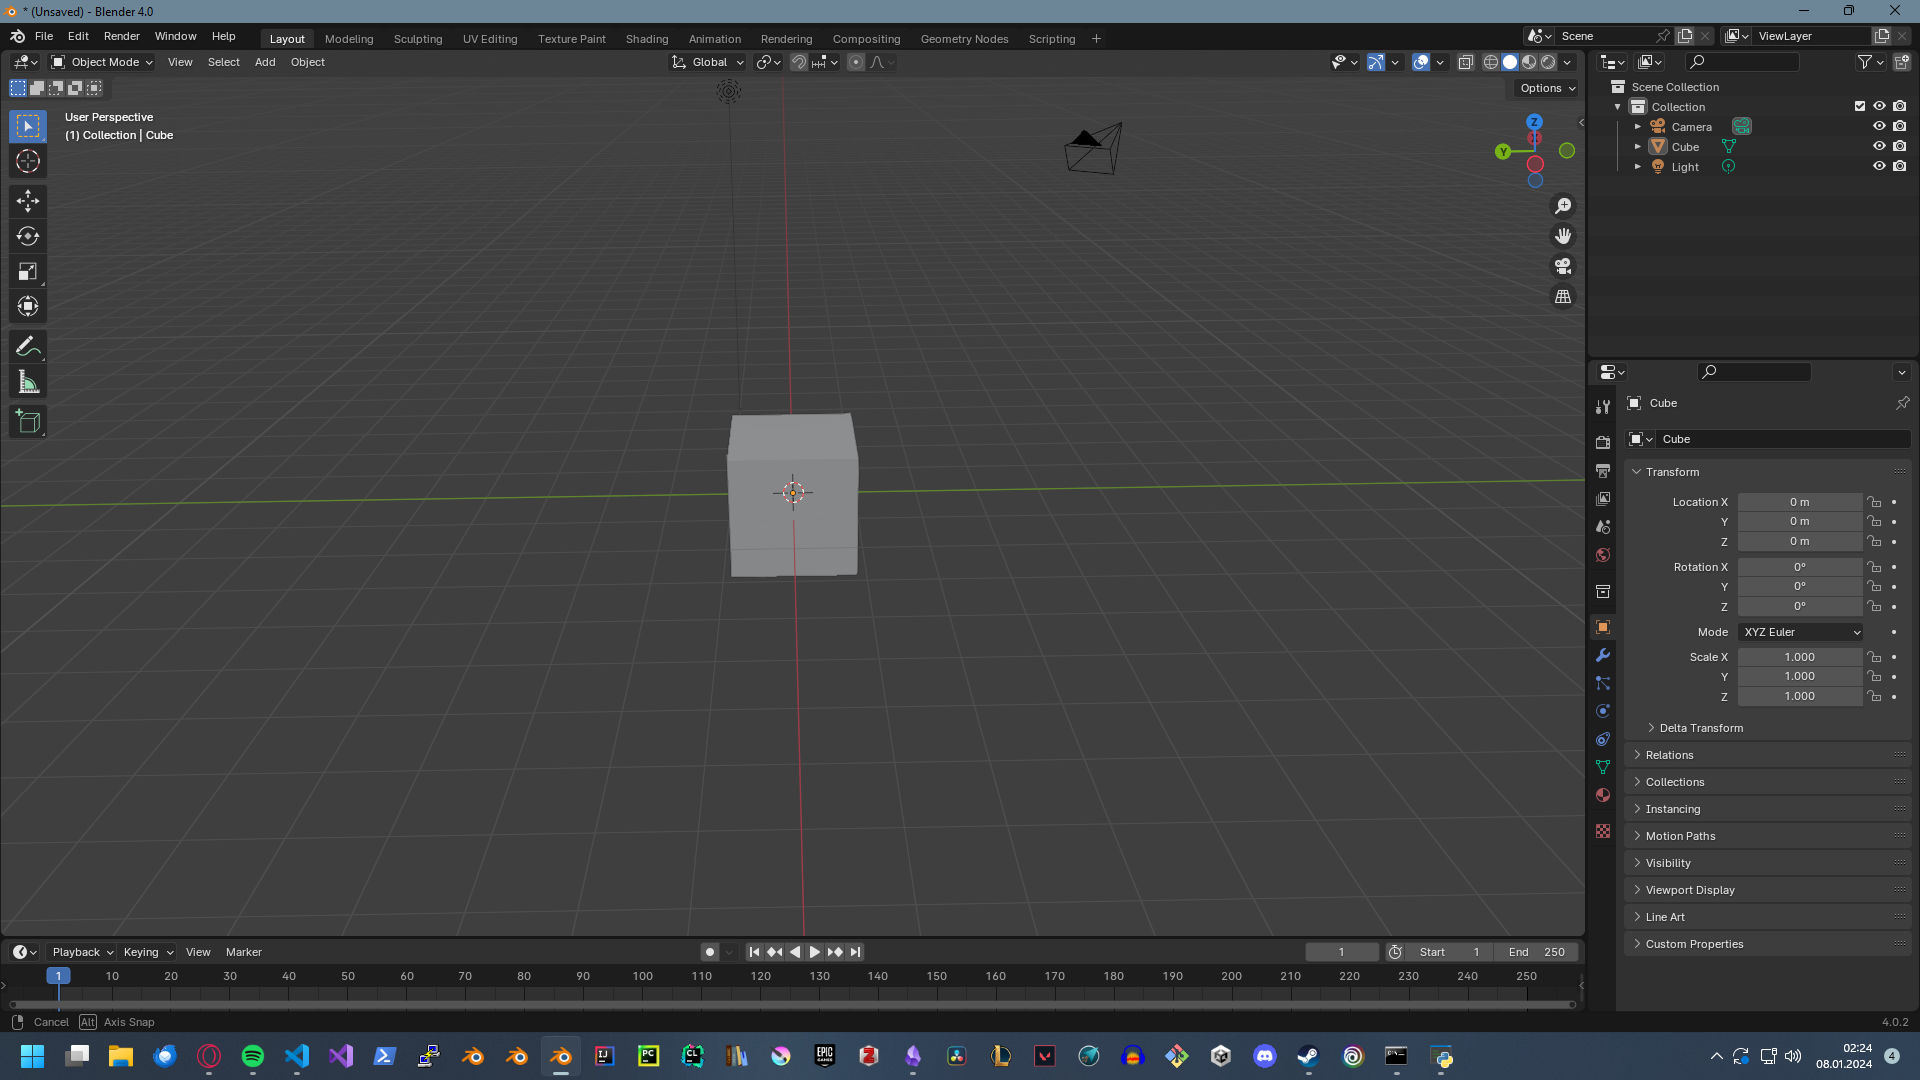 * (Unsaved) - Blender 4.0
File Edit Render Window Help Layout Modeling Sculpting UV Editing Texture Paint Shading Animation Rendering Compositing Geometry Nodes Scripting + Scene ViewLayer
Object Mode View Select Add Object Global
Options
User Perspective
(1) Collection | Cube
Z
Y
Scene Collection
Collection
Camera
Cube
Light
Cube
Cube
Transform
Location X 0 m
Y 0 m
Z 0 m
Rotation X 0°
Y 0°
Z 0°
Mode XYZ Euler
Scale X 1.000
Y 1.000
Z 1.000
Delta Transform
Relations
Collections
Instancing
Motion Paths
Visibility
Viewport Display
Line Art
Custom Properties
Playback Keying View Marker 1 Start 1 End 250
1 10 20 30 40 50 60 70 80 90 100 110 120 130 140 150 160 170 180 190 200 210 220 230 240 250
Cancel Alt Axis Snap 4.0.2
IJ PC CL EPIC GAMES
02:24
08.01.2024 4